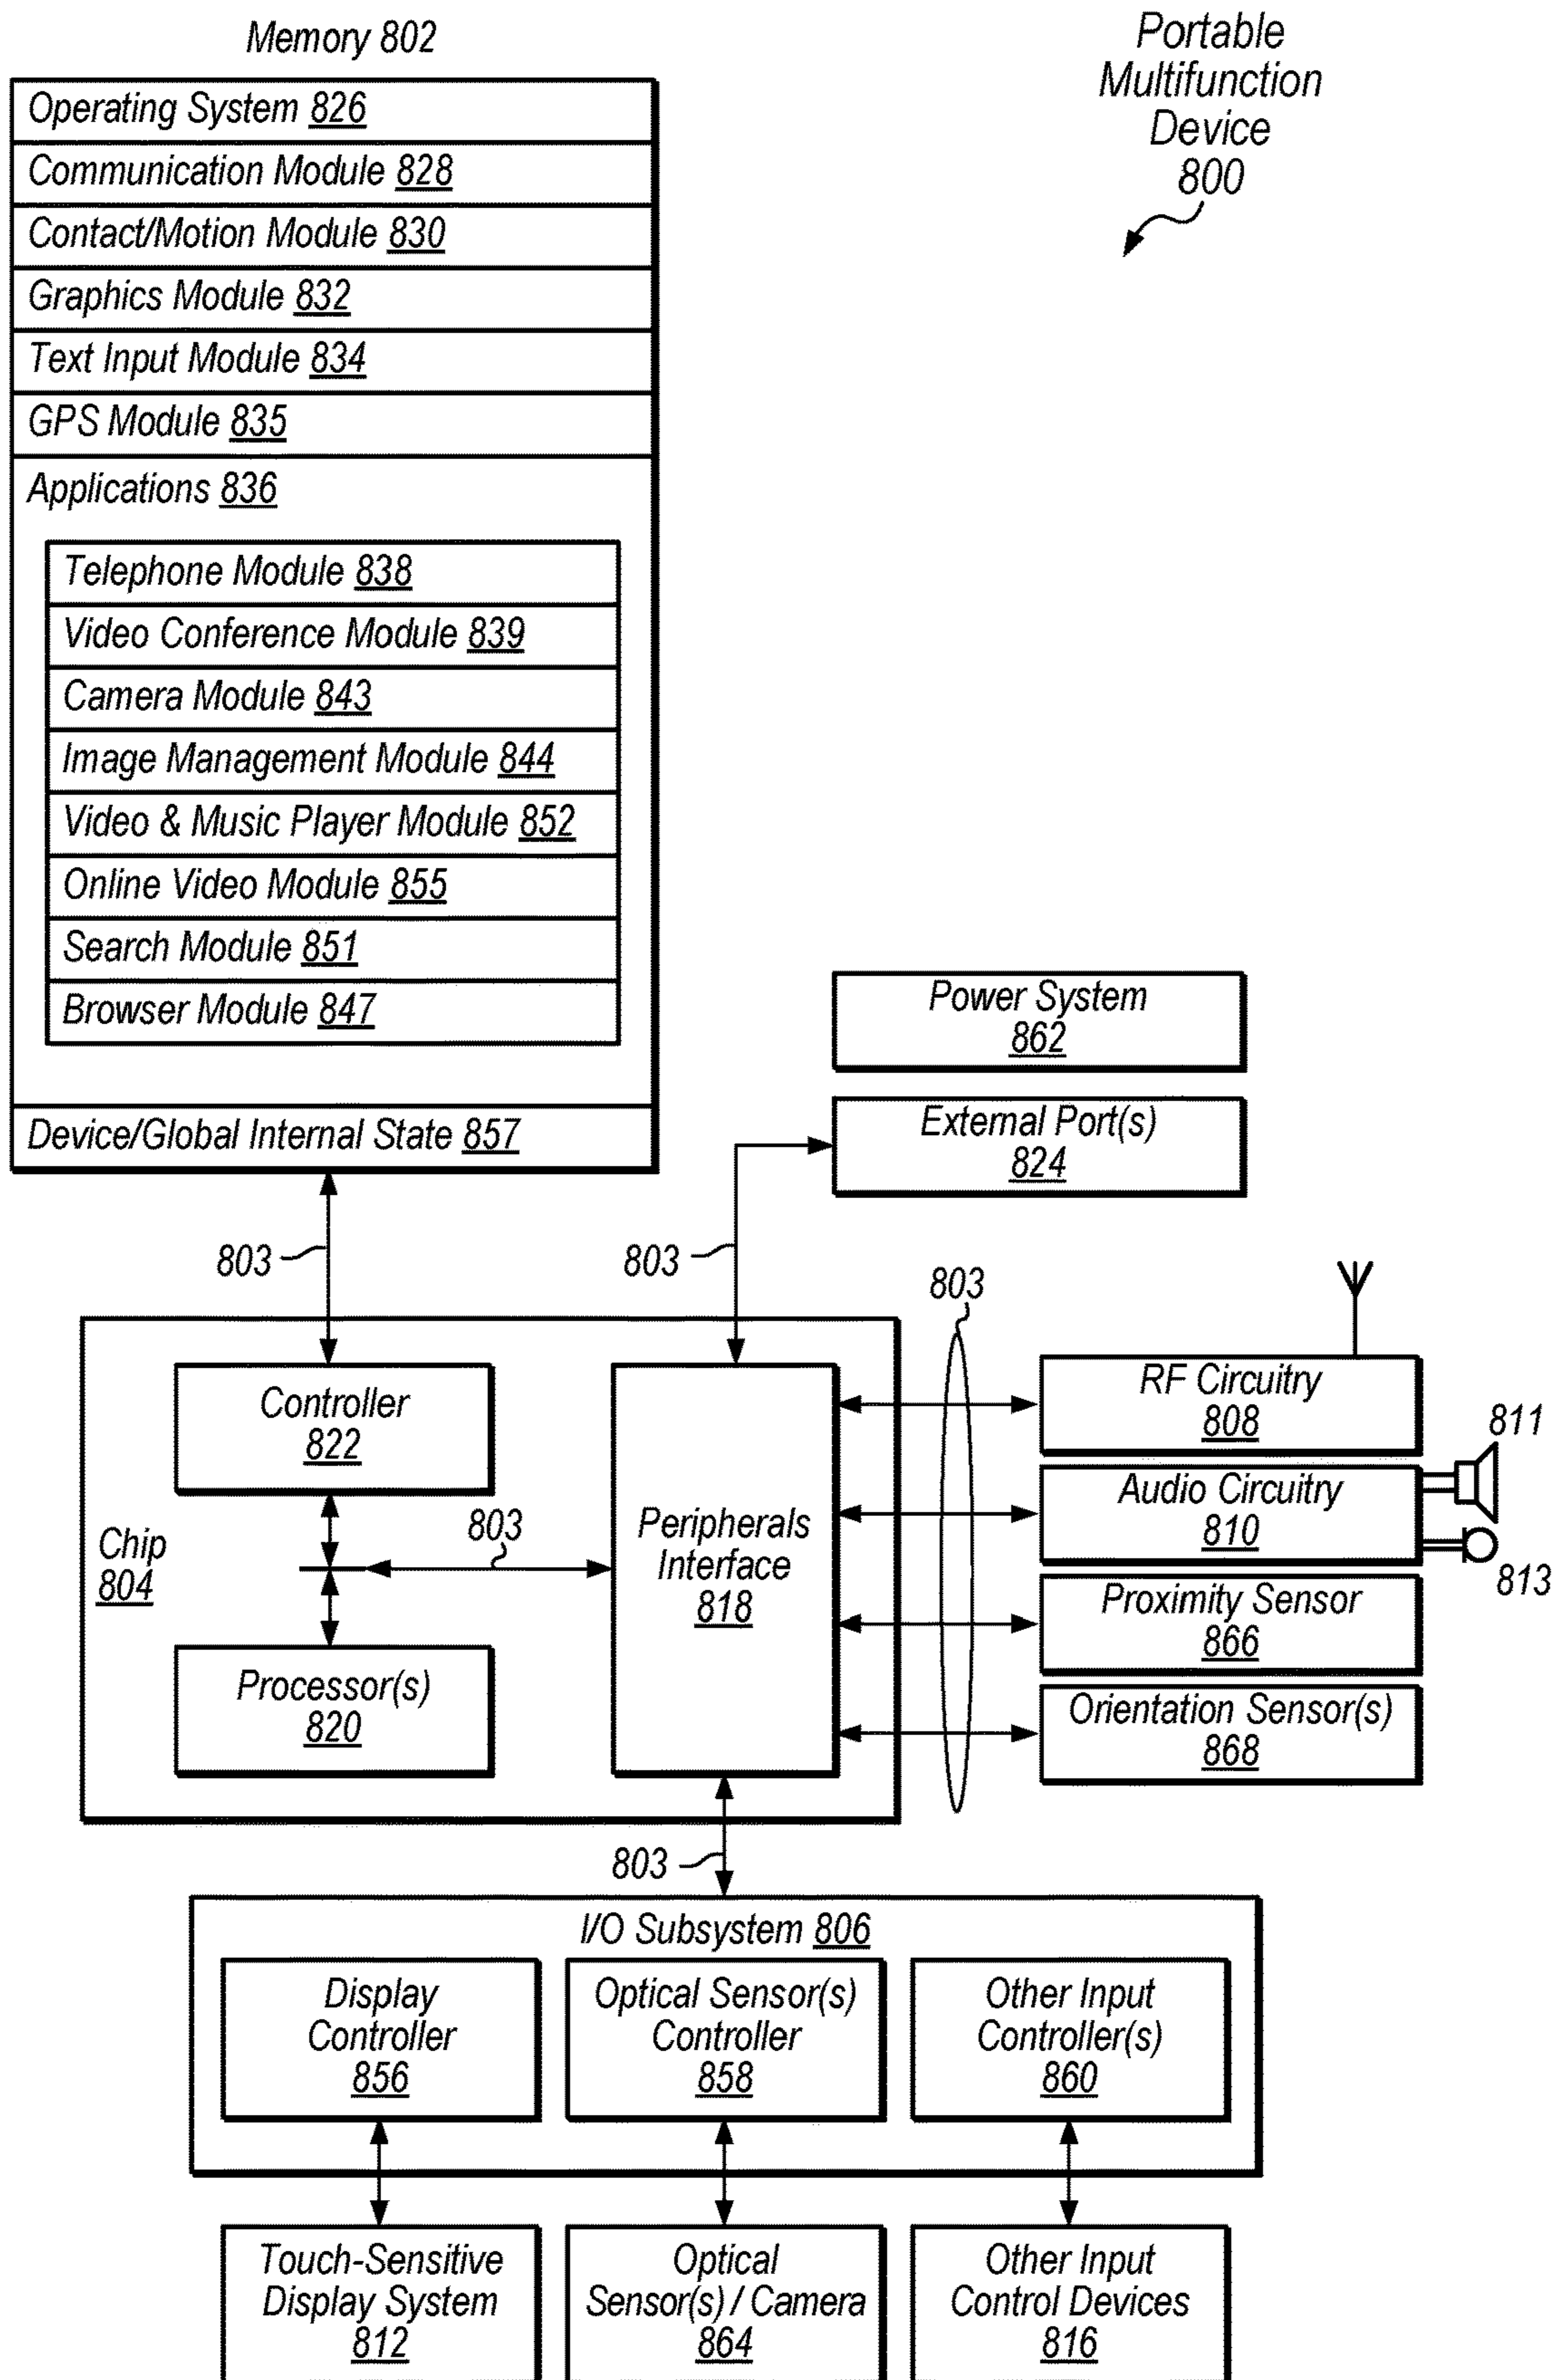 Memory 802
Operating System 826
Communication Module 828
Contact/Motion Module 830
Graphics Module 832
Text Input Module 834
GPS Module 835
Applications 836
Telephone Module 838
Video Conference Module 839
Camera Module 843
Image Management Module 844
Video & Music Player Module 852
Online Video Module 855
Search Module 851
Browser Module 847
Device/Global Internal State 857
Portable
Multifunction
Device
800
Power System
862
External Port(s)
824
803
803
803
Chip
804
Controller
822
803
Processor(s)
820
Peripherals
Interface
818
RF Circuitry
808
Audio Circuitry
810
811
813
Proximity Sensor
866
Orientation Sensor(s)
868
803
I/O Subsystem 806
Display
Controller
856
Optical Sensor(s)
Controller
858
Other Input
Controller(s)
860
Touch-Sensitive
Display System
812
Optical
Sensor(s) / Camera
864
Other Input
Control Devices
816